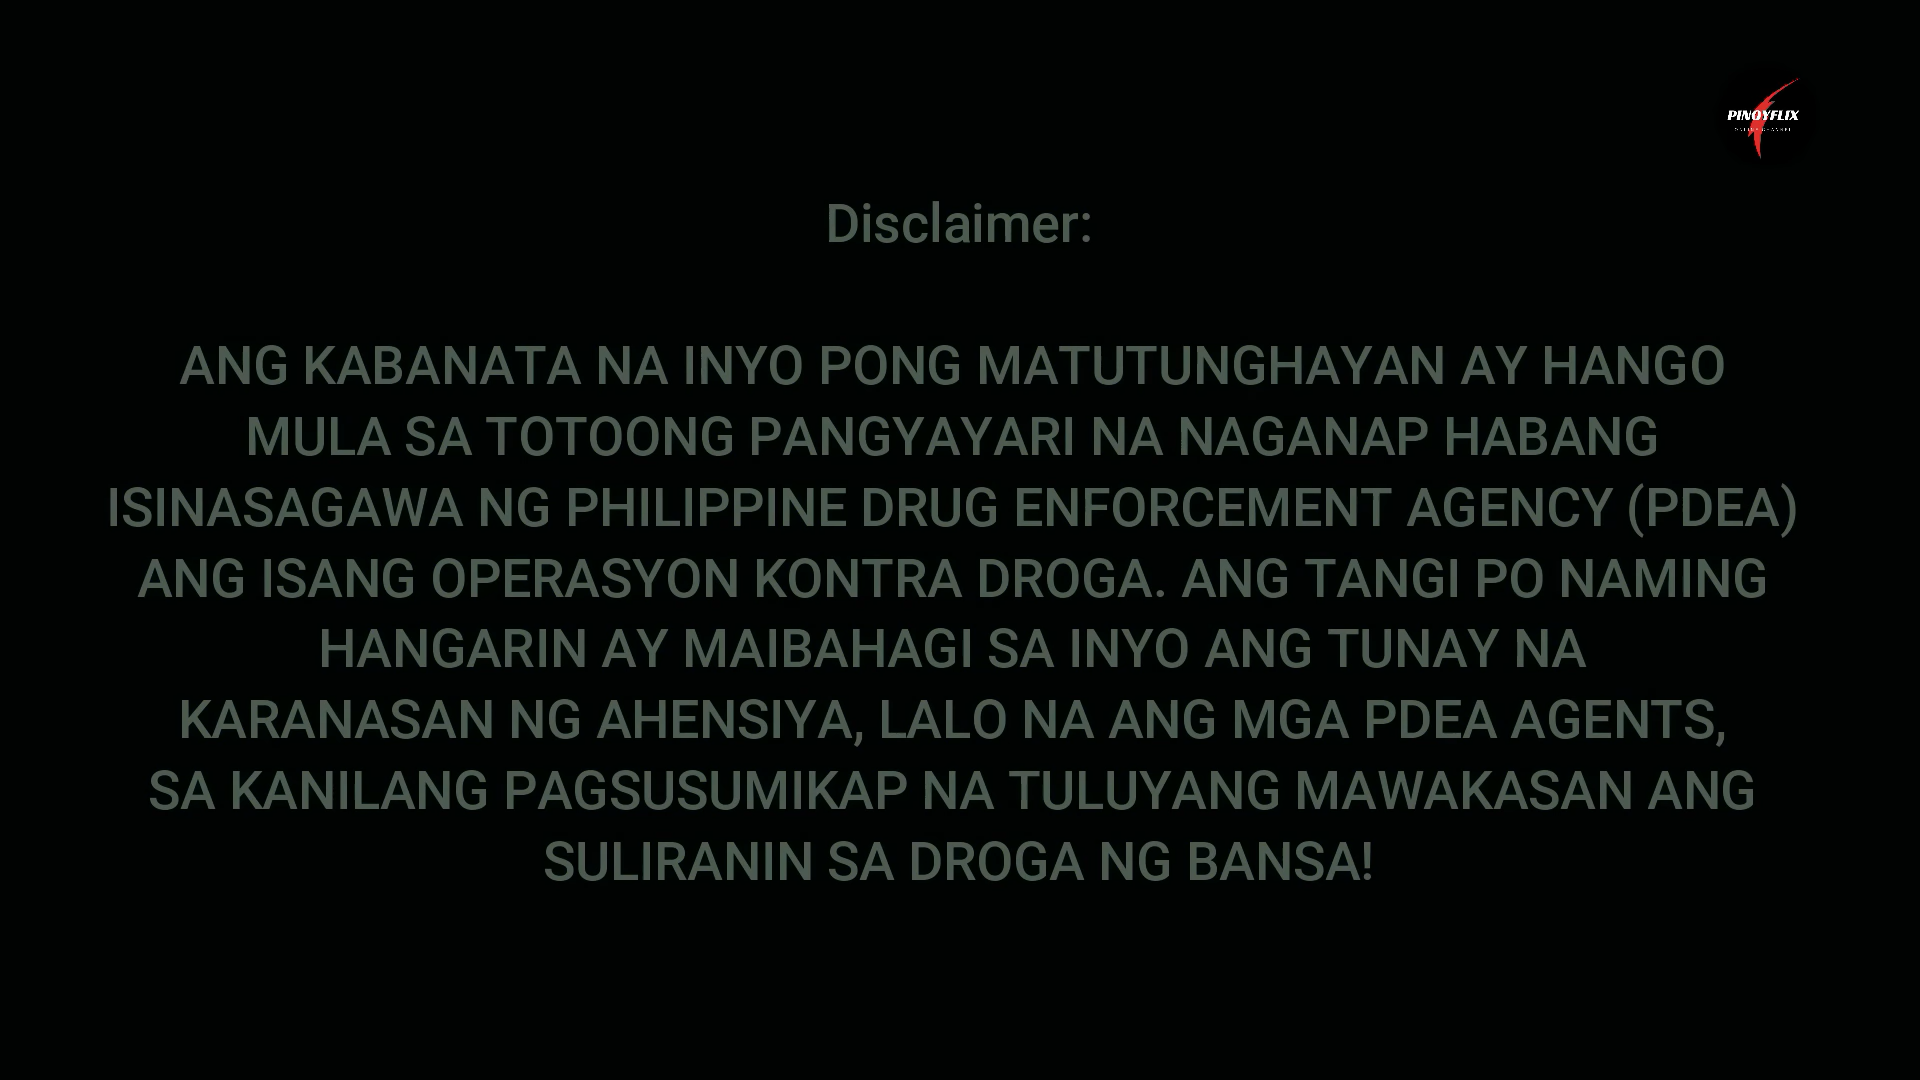 PINOYFLIX
ONLINE CHANNEL
Disclaimer:
ANG KABANATA NA INYO PONG MATUTUNGHAYAN AY HANGO
MULA SA TOTOONG PANGYAYARI NA NAGANAP HABANG
ISINASAGAWA NG PHILIPPINE DRUG ENFORCEMENT AGENCY (PDEA)
ANG ISANG OPERASYON KONTRA DROGA. ANG TANGI PO NAMING
HANGARIN AY MAIBAHAGI SA INYO ANG TUNAY NA
KARANASAN NG AHENSIYA, LALO NA ANG MGA PDEA AGENTS,
SA KANILANG PAGSUSUMIKAP NA TULUYANG MAWAKASAN ANG
SULIRANIN SA DROGA NG BANSA!